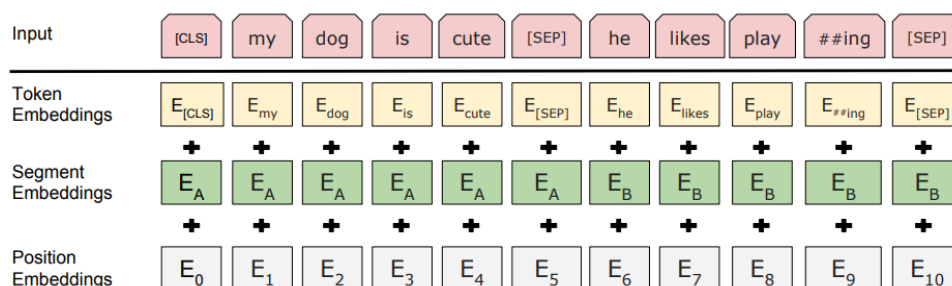 Input [CLS] my dog is cute [SEP] he likes play ##ing [SEP]
Token Embeddings E[CLS] Emy Edog Eis Ecute E[SEP] Ehe Elikes Eplay E##ing E[SEP]
+ + + + + + + + + + +
Segment Embeddings EA EA EA EA EA EA EB EB EB EB EB
+ + + + + + + + + + +
Position Embeddings E0 E1 E2 E3 E4 E5 E6 E7 E8 E9 E10